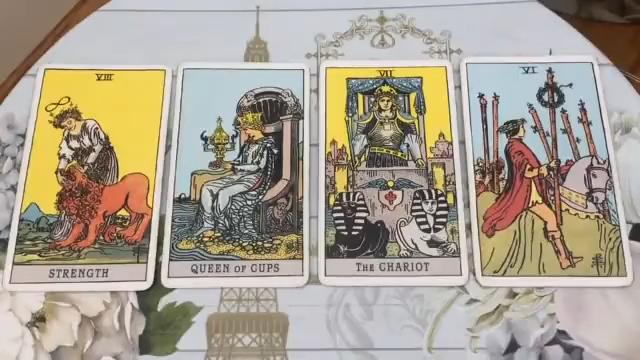 VIII
STRENGTH
QUEEN OF CUPS
VII
THE CHARIOT
VI